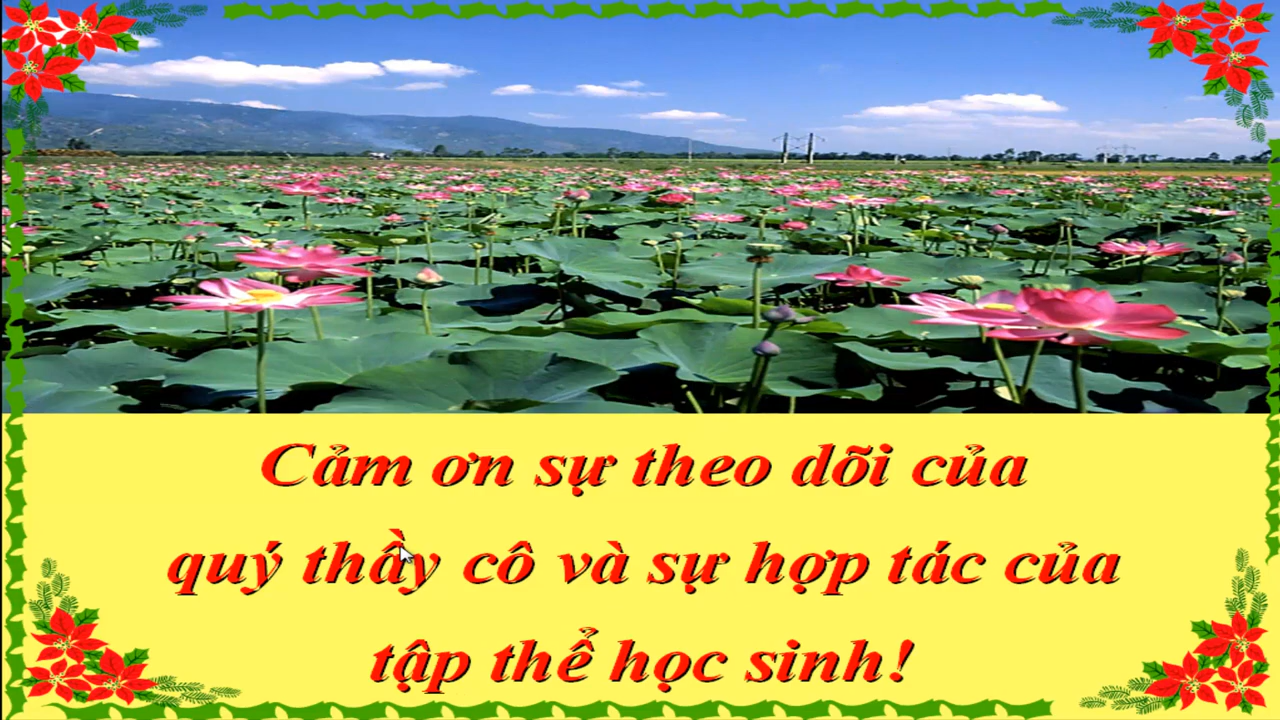 Cảm ơn sự theo dõi của
quý thầy cô và sự hợp tác của
tập thể học sinh!